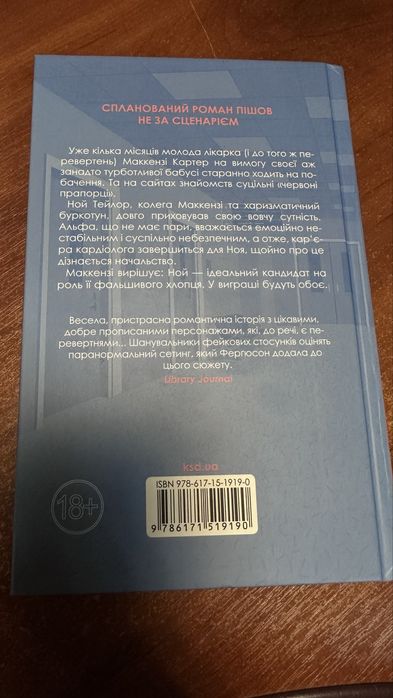 СПЛАНОВАНИЙ РОМАН ПІШОВ
НЕ ЗА СЦЕНАРІЄМ
Уже кілька місяців молода лікарка (і до того ж пе-
ревертень) Маккензі Картер на вимогу своєї аж
занадто турботливої бабусі старанно ходить на по-
бачення. Та на сайтах знайомств суцільні «червоні
прапорці».
Ной Тейлор, колега Маккензі та харизматичний
буркотун, довго приховував свою вовчу сутність.
Альфа, що не має пари, вважається емоційно не-
стабільним і суспільно небезпечним, а отже, кар'є-
ра кардіолога завершиться для Ноя, щойно про це
дізнається начальство.
Маккензі вирішує: Ной — ідеальний кандидат на
роль її фальшивого хлопця. У виграші будуть обоє.
Весела, пристрасна романтична історія з цікавими,
добре прописаними персонажами, які, до речі, є пе-
ревертнями... Шанувальники фейкових стосунків оцінять
паранормальний сетинг, який Ферґюсон додала до
цього сюжету.
Library Journal
ksd.ua
18+
ISBN 978-617-15-1919-0
9 786171 519190